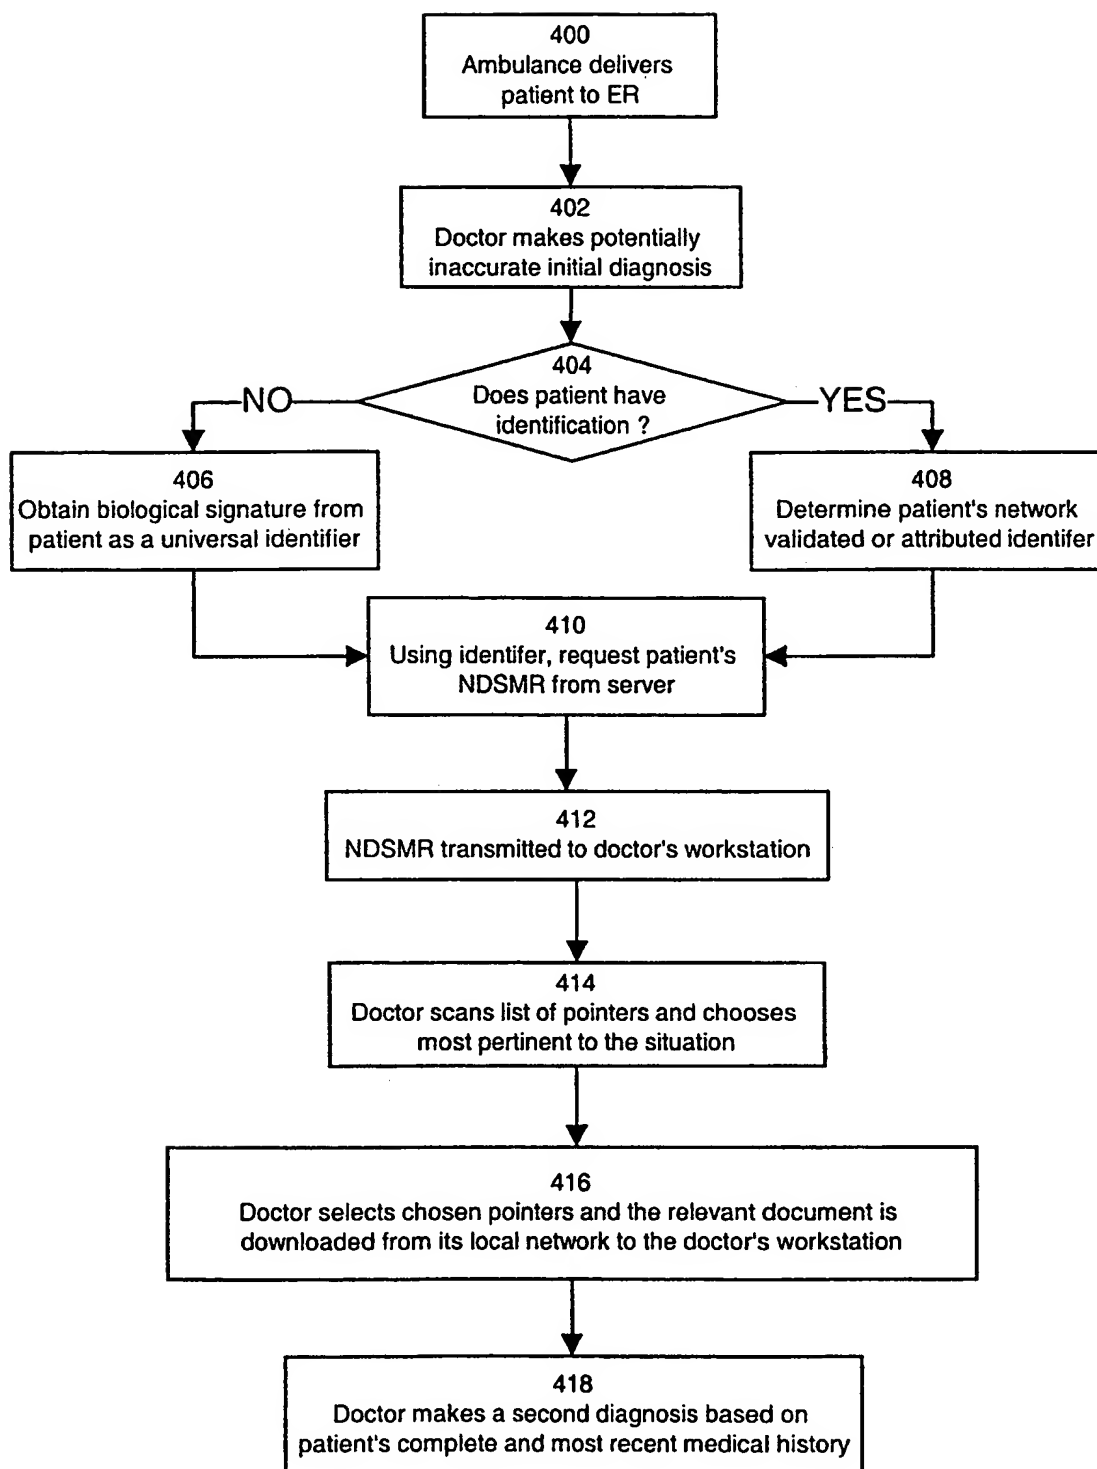 400
Ambulance delivers
patient to ER
402
Doctor makes potentially
inaccurate initial diagnosis
404
Does patient have
identification ?
NO
YES
406
Obtain biological signature from
patient as a universal identifier
408
Determine patient's network
validated or attributed identifer
410
Using identifer, request patient's
NDSMR from server
412
NDSMR transmitted to doctor's workstation
414
Doctor scans list of pointers and chooses
most pertinent to the situation
416
Doctor selects chosen pointers and the relevant document is
downloaded from its local network to the doctor's workstation
418
Doctor makes a second diagnosis based on
patient's complete and most recent medical history